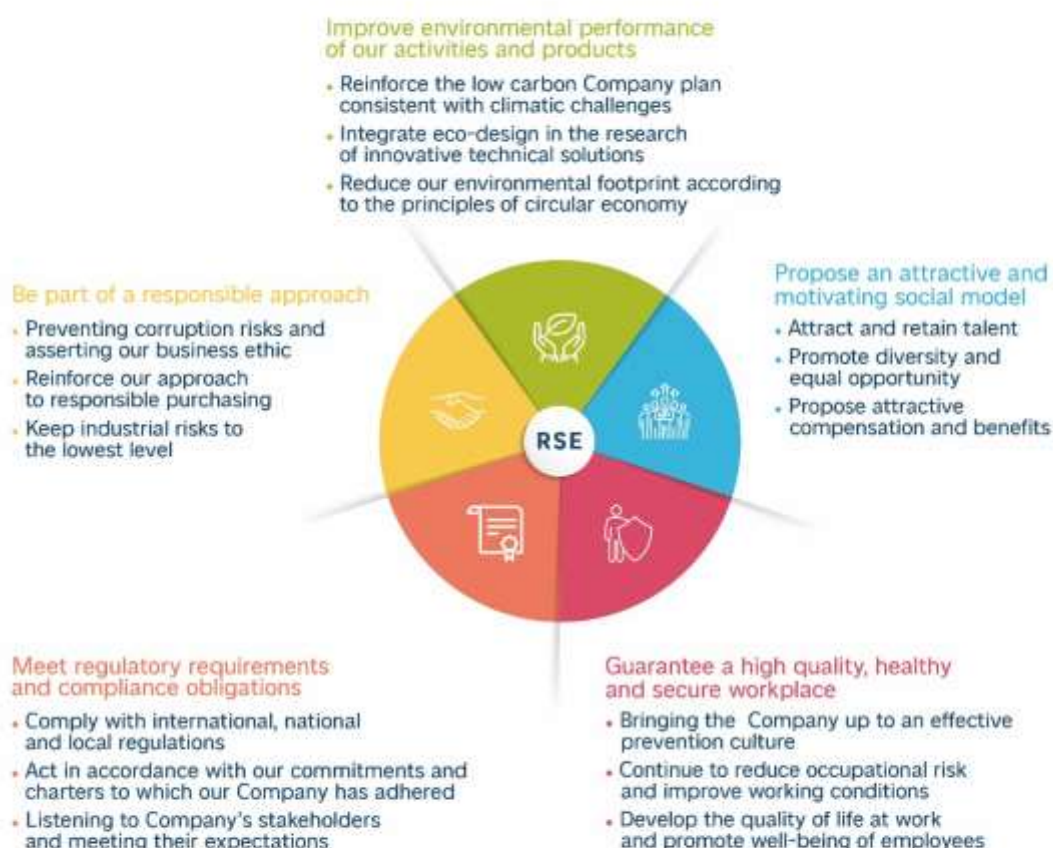 Improve environmental performance
of our activities and products
• Reinforce the low carbon Company plan
consistent with climatic challenges
• Integrate eco-design in the research
of innovative technical solutions
• Reduce our environmental footprint according
to the principles of circular economy
Be part of a responsible approach
• Preventing corruption risks and
asserting our business ethic
• Reinforce our approach
to responsible purchasing
• Keep industrial risks to
the lowest level
Propose an attractive and
motivating social model
• Attract and retain talent
• Promote diversity and
equal opportunity
• Propose attractive
compensation and benefits
RSE
Meet regulatory requirements
and compliance obligations
• Comply with international, national
and local regulations
• Act in accordance with our commitments and
charters to which our Company has adhered
• Listening to Company's stakeholders
and meeting their expectations
Guarantee a high quality, healthy
and secure workplace
• Bringing the Company up to an effective
prevention culture
• Continue to reduce occupational risk
and improve working conditions
• Develop the quality of life at work
and promote well-being of employees